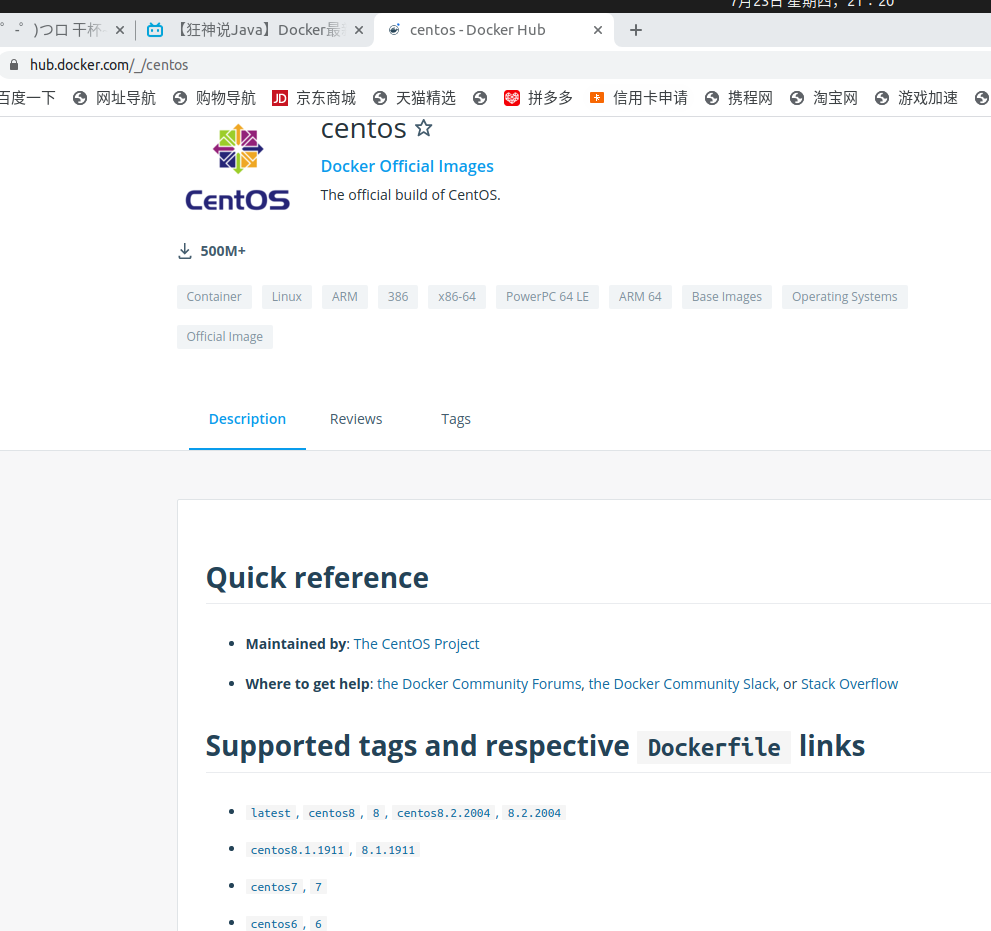 7月23日 星期四，21：20
゜-゜)つロ 干杯
【狂神说Java】Docker最
centos - Docker Hub
hub.docker.com/_/centos
百度一下 网址导航 购物导航 JD 京东商城 天猫精选 拼多多 信用卡申请 携程网 淘宝网 游戏加速
centos
Docker Official Images
The official build of CentOS.
CentOS
500M+
Container Linux ARM 386 x86-64 PowerPC 64 LE ARM 64 Base Images Operating Systems
Official Image
Description Reviews Tags
Quick reference
• Maintained by: The CentOS Project
• Where to get help: the Docker Community Forums, the Docker Community Slack, or Stack Overflow
Supported tags and respective Dockerfile links
• latest, centos8, 8, centos8.2.2004, 8.2.2004
• centos8.1.1911, 8.1.1911
• centos7, 7
• centos6, 6